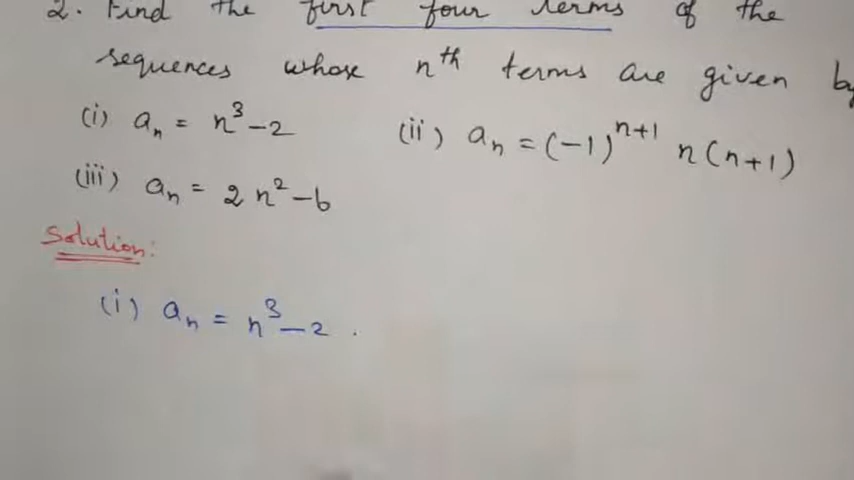 2. Find the first four terms of the
sequences whose nᵗʰ terms are given by
(i) aₙ = n³ - 2 (ii) aₙ = (-1)ⁿ⁺¹ n(n+1)
(iii) aₙ = 2n² - 6
Solution:
(i) aₙ = n³ - 2.